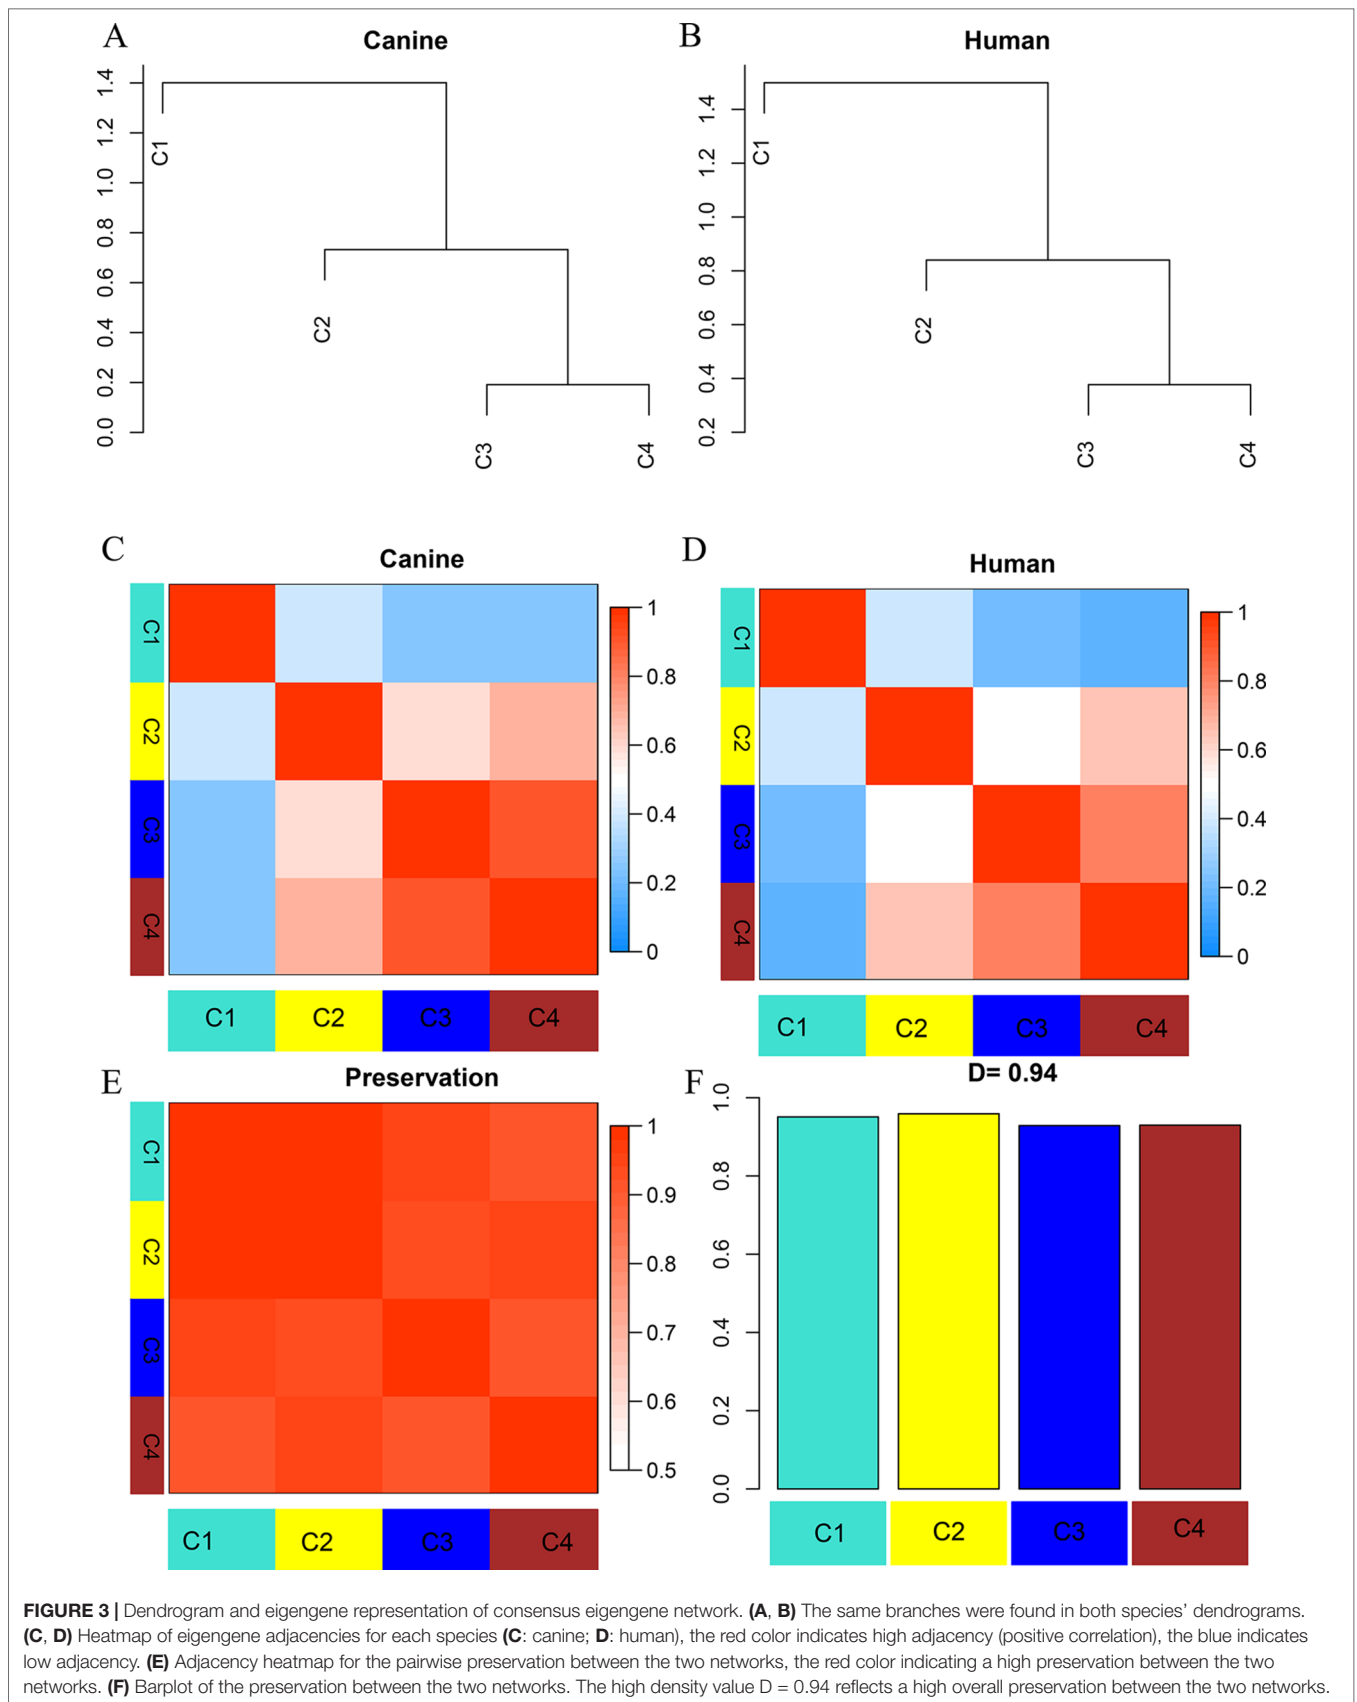 A
Canine
1.4
1.2
1.0
0.8
0.6
0.4
0.2
0.0
C1
C2
C3
C4
B
Human
1.4
1.2
1.0
0.8
0.6
0.4
0.2
C1
C2
C3
C4
C
Canine
C1
C2
C3
C4
1
0.8
0.6
0.4
0.2
0
C1 C2 C3 C4
D
Human
C1
C2
C3
C4
1
0.8
0.6
0.4
0.2
0
C1 C2 C3 C4
E
Preservation
C1
C2
C3
C4
1
0.9
0.8
0.7
0.6
0.5
C1 C2 C3 C4
F
D= 0.94
1.0
0.8
0.6
0.4
0.2
0.0
C1 C2 C3 C4
FIGURE 3 | Dendrogram and eigengene representation of consensus eigengene network. (A, B) The same branches were found in both species’ dendrograms.
(C, D) Heatmap of eigengene adjacencies for each species (C: canine; D: human), the red color indicates high adjacency (positive correlation), the blue indicates
low adjacency. (E) Adjacency heatmap for the pairwise preservation between the two networks, the red color indicating a high preservation between the two
networks. (F) Barplot of the preservation between the two networks. The high density value D = 0.94 reflects a high overall preservation between the two networks.